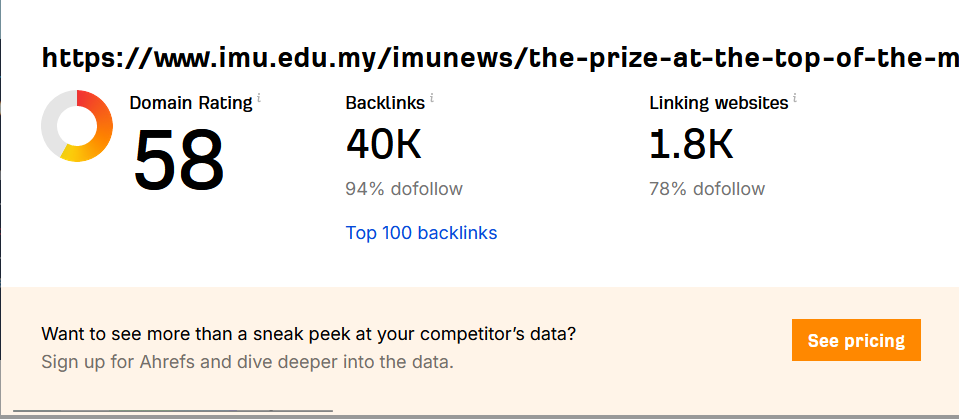 https://www.imu.edu.my/imunews/the-prize-at-the-top-of-the-m
Domain Rating i
Backlinks i
Linking websites i
58
40K
1.8K
94% dofollow
78% dofollow
Top 100 backlinks
Want to see more than a sneak peek at your competitor’s data?
Sign up for Ahrefs and dive deeper into the data.
See pricing